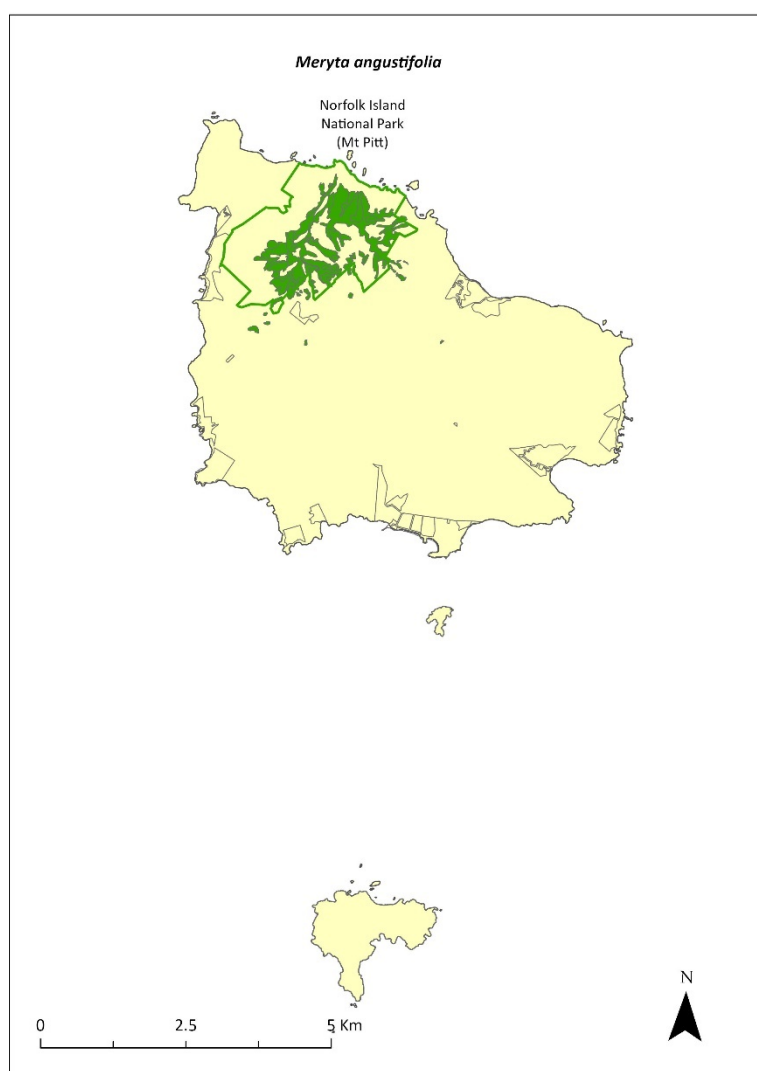 Meryta angustifolia
Norfolk Island
National Park
(Mt Pitt)
N
0 2.5 5 Km